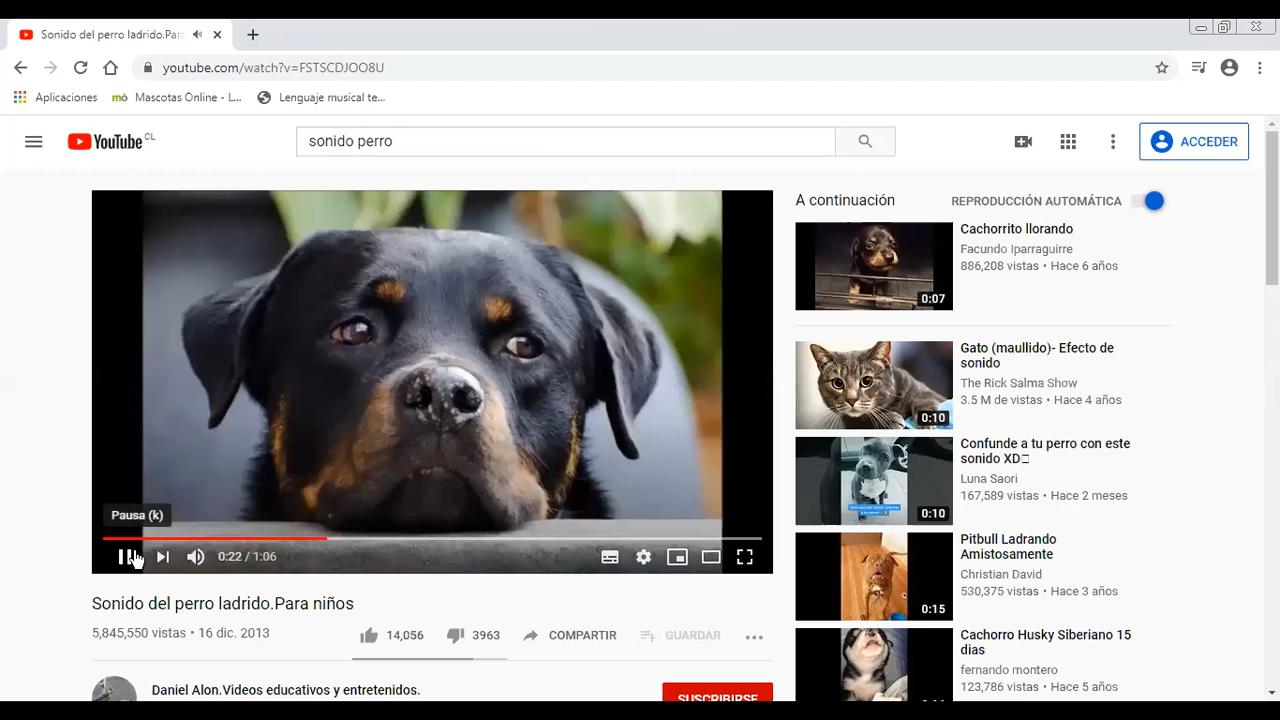 Sonido del perro ladrido.Par
youtube.com/watch?v=FSTSCDJOO8U
Aplicaciones
Mascotas Online - L...
Lenguaje musical te...
YouTube CL
sonido perro
ACCEDER
A continuación
REPRODUCCIÓN AUTOMÁTICA
Cachorrito llorando
Facundo Iparraguirre
886,208 vistas • Hace 6 años
0:07
Gato (maullido)- Efecto de
sonido
The Rick Salma Show
3.5 M de vistas • Hace 4 años
0:10
Confunde a tu perro con este
sonido XD
Luna Saori
167,589 vistas • Hace 2 meses
0:10
Pitbull Ladrando
Amistosamente
Christian David
530,375 vistas • Hace 3 años
0:15
Cachorro Husky Siberiano 15
dias
fernando montero
123,786 vistas • Hace 5 años
Pausa (k)
0:22 / 1:06
Sonido del perro ladrido.Para niños
5,845,550 vistas • 16 dic. 2013
14,056
3963
COMPARTIR
GUARDAR
Daniel Alon.Videos educativos y entretenidos.
SUSCRIBIRSE